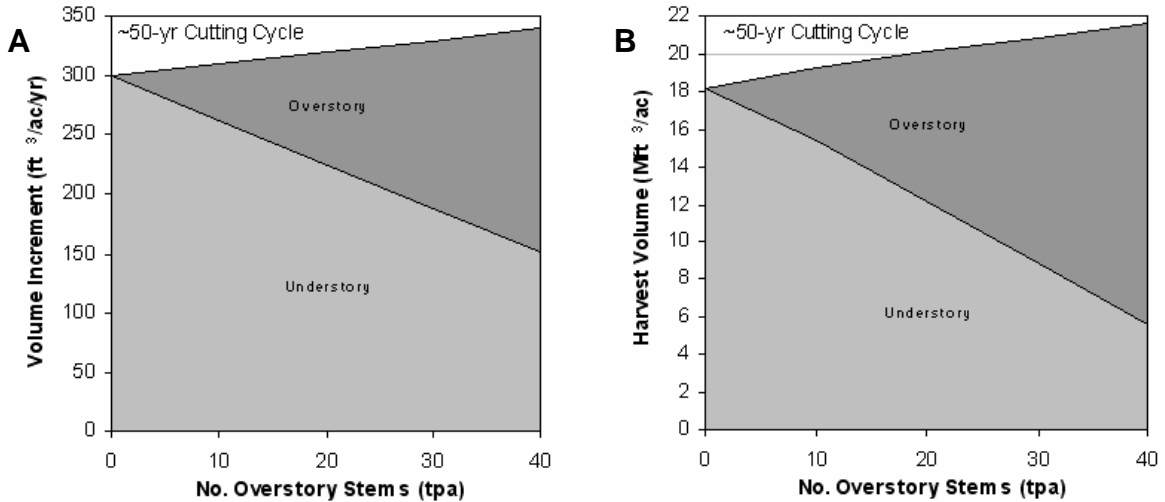 A
~50-yr Cutting Cycle
Volume Increment (ft ³/ac/yr)
350
300
250
200
150
100
50
0
Overstory
Understory
0 10 20 30 40
No. Overstory Stems (tpa)
B
~50-yr Cutting Cycle
Harvest Volume (Mft ³/ac)
22
20
18
16
14
12
10
8
6
4
2
0
Overstory
Understory
0 10 20 30 40
No. Overstory Stems (tpa)